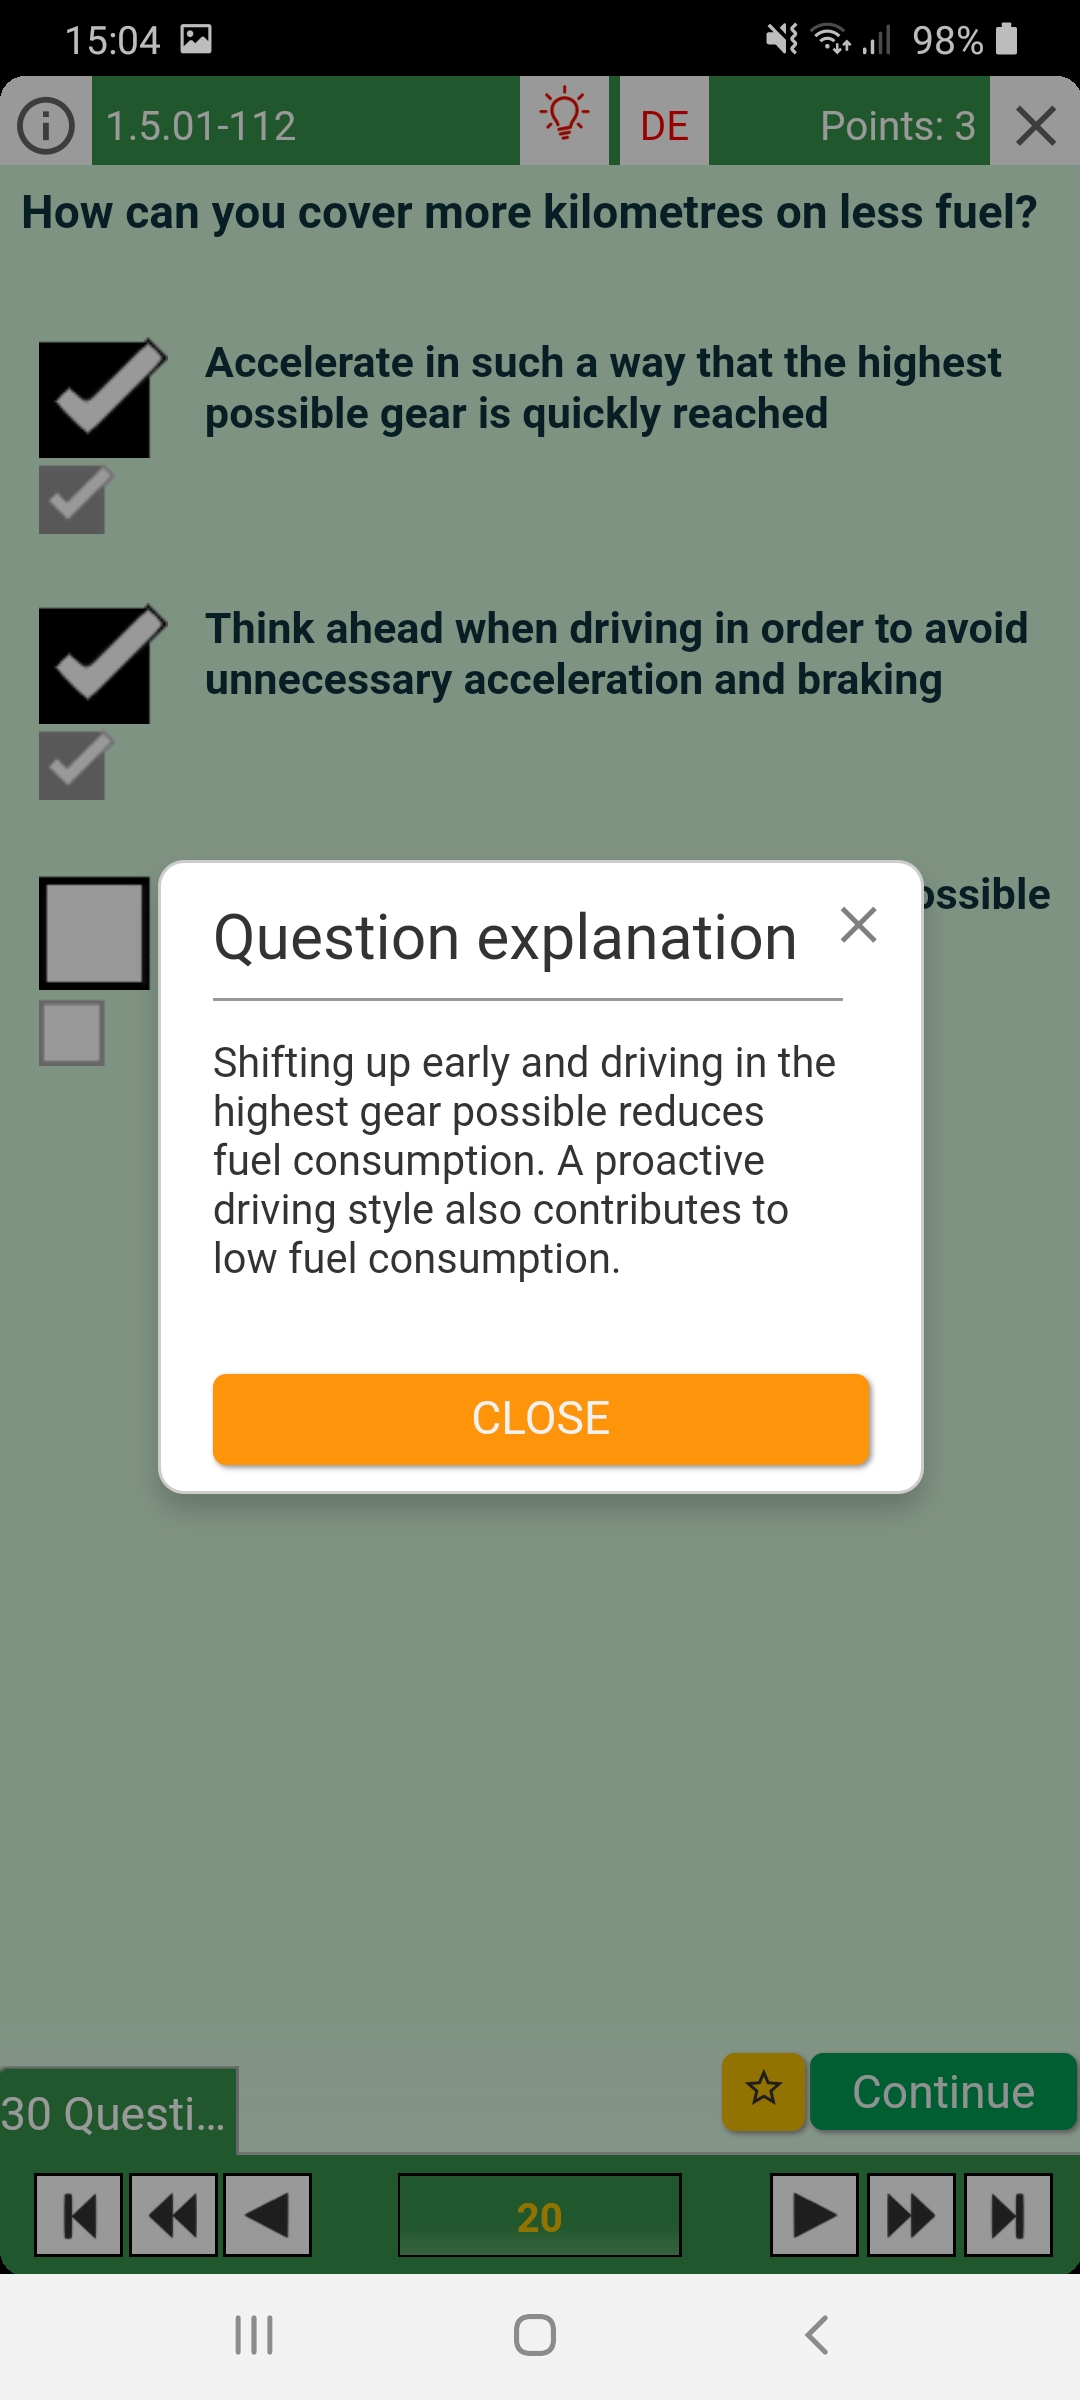 15:04
98%
1.5.01-112
DE
Points: 3
How can you cover more kilometres on less fuel?
Accelerate in such a way that the highest
possible gear is quickly reached
Think ahead when driving in order to avoid
unnecessary acceleration and braking
Question explanation
Shifting up early and driving in the
highest gear possible reduces
fuel consumption. A proactive
driving style also contributes to
low fuel consumption.
CLOSE
Continue
30 Questi...
20